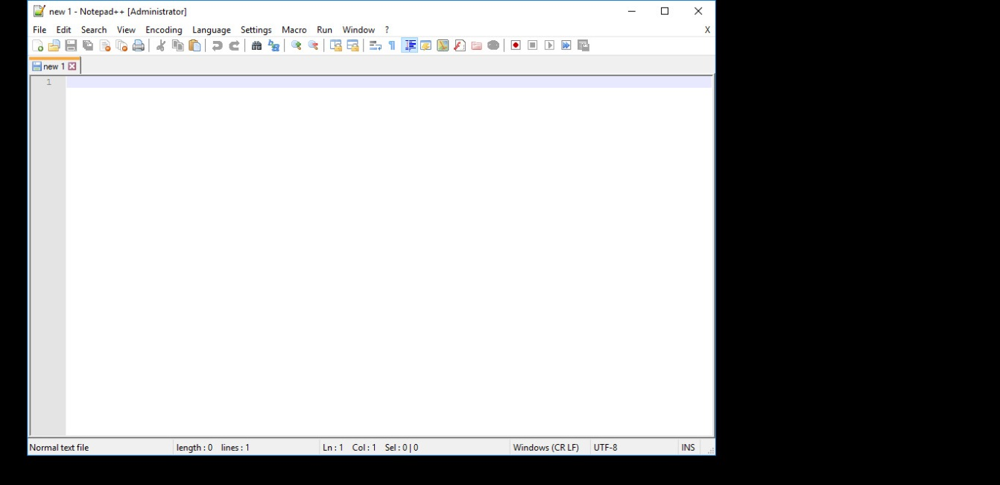 new 1 - Notepad++ [Administrator]
File Edit Search View Encoding Language Settings Macro Run Window ? X
new 1
1
Normal text file length : 0 lines : 1 Ln : 1 Col : 1 Sel : 0 | 0 Windows (CR LF) UTF-8 INS